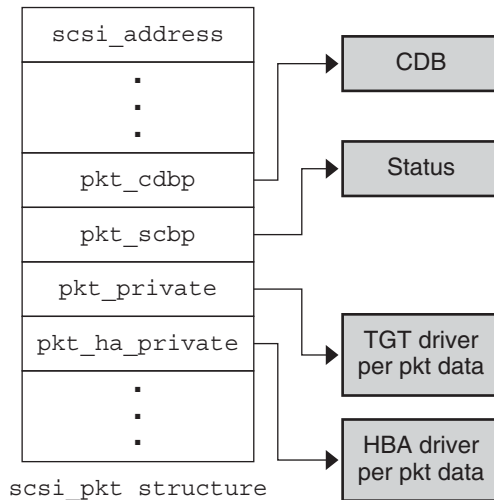 scsi_address
CDB
Status
pkt_cdbp
pkt_scbp
pkt_private
pkt_ha_private
TGT driver
per pkt data
HBA driver
per pkt data
scsi_pkt structure